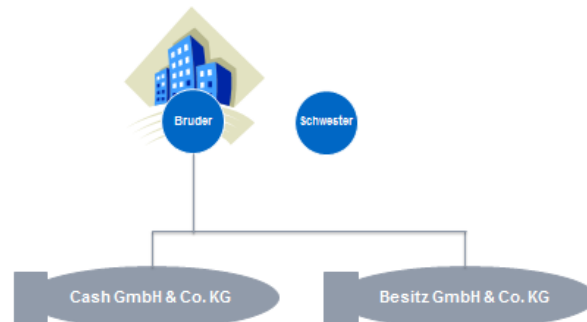 Bruder
Schwester
Cash GmbH & Co. KG
Besitz GmbH & Co. KG